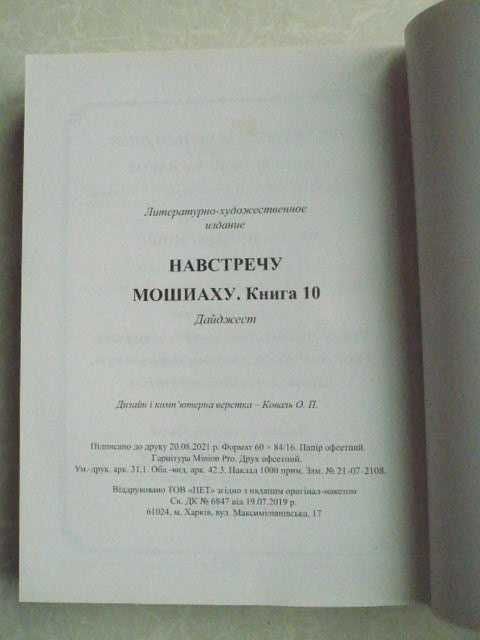 Литературно-художественное
издание
НАВСТРЕЧУ
МОШИАХУ. Книга 10
Дайджест
Дизайн і комп’ютерна верстка – Коваль О. П.
Підписано до друку 20.08.2021 р. Формат 60 × 84/16. Папір офсетний.
Гарнітура Minion Pro. Друк офсетний.
Ум.-друк. арк. 31,1. Обл.-вид. арк. 42.3. Наклад 1000 прим. Зам. № 21-07-2108.
Віддруковано ТОВ «ПЕТ» згідно з наданим оригінал-макетом
Св. ДК № 6847 від 19.07.2019 р.
61024, м. Харків, вул. Максиміліанівська, 17